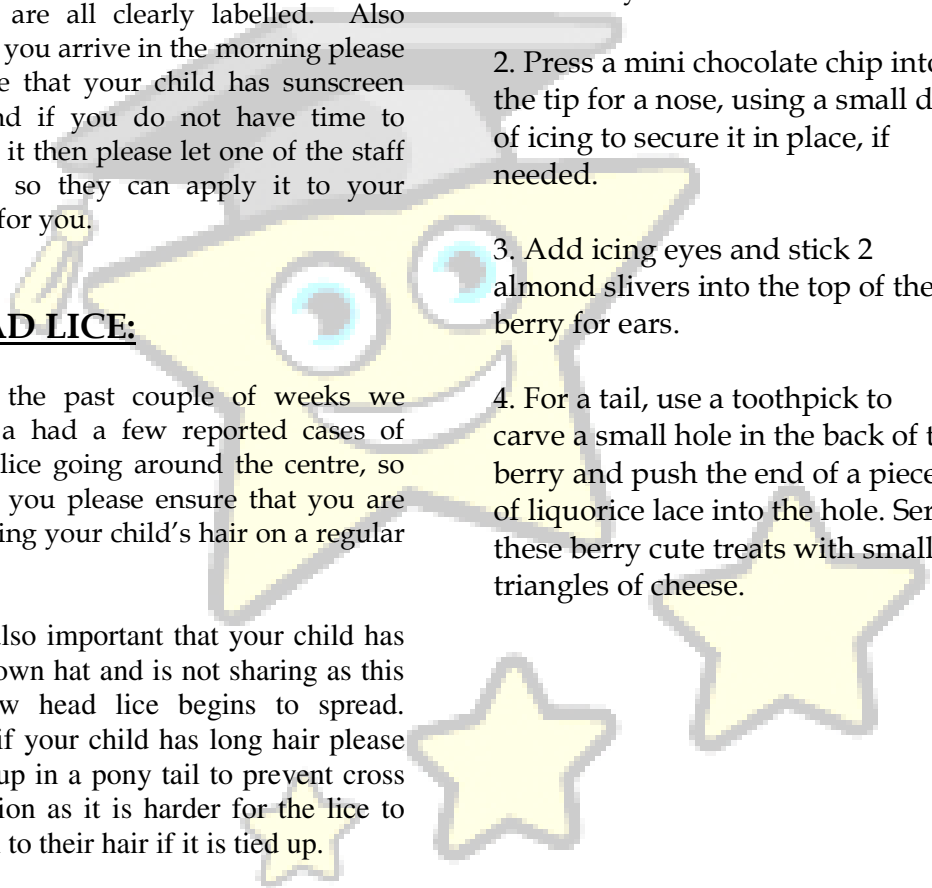 are all clearly labelled. Also
you arrive in the morning please
e that your child has sunscreen
nd if you do not have time to
it then please let one of the staff
so they can apply it to your
for you.
AD LICE:
the past couple of weeks we
a had a few reported cases of
lice going around the centre, so
you please ensure that you are
ing your child's hair on a regular
also important that your child has
own hat and is not sharing as this
w head lice begins to spread.
if your child has long hair please
up in a pony tail to prevent cross
ion as it is harder for the lice to
to their hair if it is tied up.
2. Press a mini chocolate chip into
the tip for a nose, using a small d
of icing to secure it in place, if
needed.
3. Add icing eyes and stick 2
almond slivers into the top of the
berry for ears.
4. For a tail, use a toothpick to
carve a small hole in the back of t
berry and push the end of a piece
of liquorice lace into the hole. Ser
these berry cute treats with small
triangles of cheese.